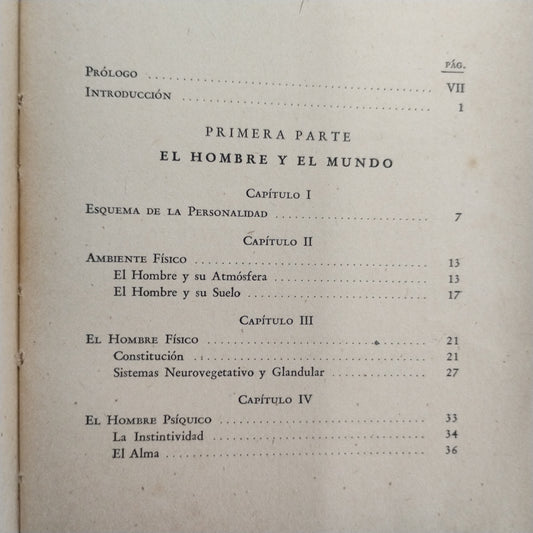 PÁG.
PRÓLOGO ........ VII
INTRODUCCIÓN ........ 1
PRIMERA PARTE
EL HOMBRE Y EL MUNDO
CAPÍTULO I
ESQUEMA DE LA PERSONALIDAD ........ 7
CAPÍTULO II
AMBIENTE FÍSICO ........ 13
El Hombre y su Atmósfera ........ 13
El Hombre y su Suelo ........ 17
CAPÍTULO III
EL HOMBRE FÍSICO ........ 21
Constitución ........ 21
Sistemas Neurovegetativo y Glandular ........ 27
CAPÍTULO IV
EL HOMBRE PSÍQUICO ........ 33
La Instintividad ........ 34
El Alma ........ 36